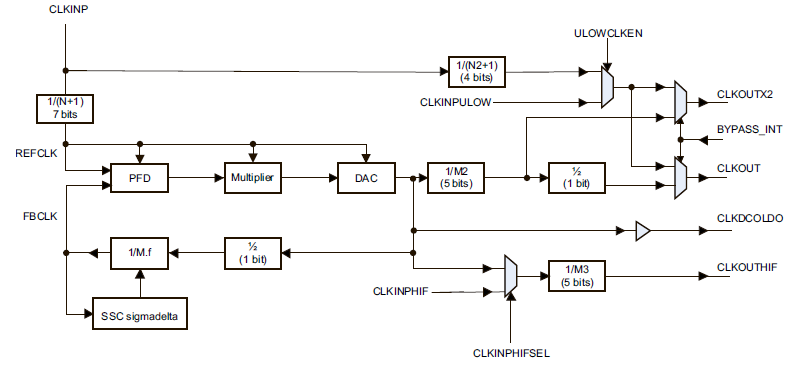 CLKINP
ULOWCLKEN
1/(N2+1)
(4 bits)
1/(N+1)
7 bits
CLKINPULOW
CLKOUTX2
BYPASS_INT
REFCLK
PFD
Multiplier
DAC
1/M2
(5 bits)
½
(1 bit)
CLKOUT
FBCLK
CLKDCOLDO
1/M.f
½
(1 bit)
CLKINPHIF
1/M3
(5 bits)
CLKOUTHIF
SSC sigmadelta
CLKINPHIFSEL